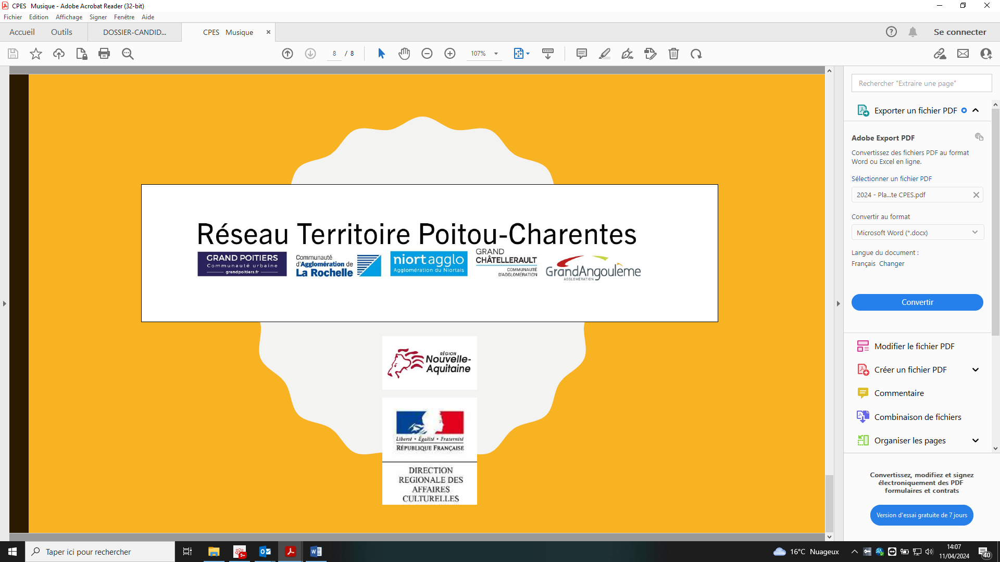 CPES   Musique - Adobe Acrobat Reader (32-bit)
Fichier Edition Affichage Signer Fenêtre Aide
Accueil Outils DOSSIER-CANDID... CPES   Musique Se connecter
8 / 8 107%
Rechercher "Extraire une page"
Exporter un fichier PDF
Adobe Export PDF
Convertissez des fichiers PDF au format
Word ou Excel en ligne.
Sélectionner un fichier PDF
2024 - Pla...te CPES.pdf
Convertir au format
Microsoft Word (*.docx)
Langue du document :
Français Changer
Convertir
Modifier le fichier PDF
Créer un fichier PDF
Commentaire
Combinaison de fichiers
Organiser les pages
Convertissez, modifiez et signez
électroniquement des PDF
formulaires et contrats
Version d'essai gratuite de 7 jours
Réseau Territoire Poitou-Charentes
GRAND POITIERS
Communauté urbaine
grandpoitiers.fr
Communauté
d'Agglomération de
La Rochelle
niort agglo
Agglomération du Niortais
GRAND
CHÂTELLERAULT
COMMUNAUTÉ
D'AGGLOMÉRATION
GrandAngoulême
AGGLOMÉRATION
RÉGION
Nouvelle-
Aquitaine
Liberté • Égalité • Fraternité
RÉPUBLIQUE FRANÇAISE
DIRECTION
REGIONALE DES
AFFAIRES
CULTURELLES
Taper ici pour rechercher
9+
16°C Nuageux
14:07
11/04/2024
40